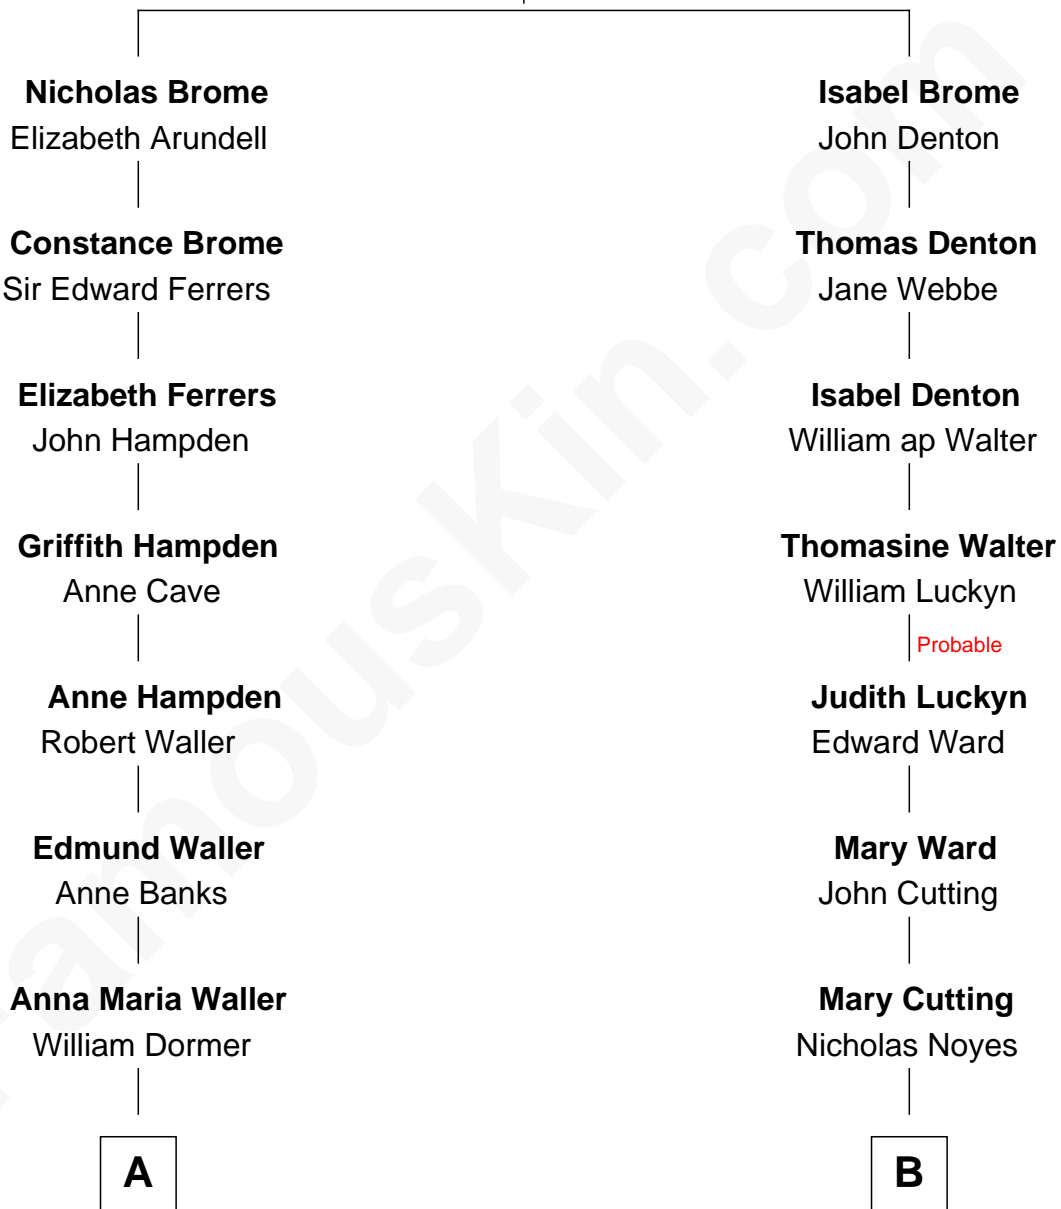 Nicholas Brome
Elizabeth Arundell
Constance Brome
Sir Edward Ferrers
Elizabeth Ferrers
John Hampden
Griffith Hampden
Anne Cave
Anne Hampden
Robert Waller
Edmund Waller
Anne Banks
Anna Maria Waller
William Dormer
A
Isabel Brome
John Denton
Thomas Denton
Jane Webbe
Isabel Denton
William ap Walter
Thomasine Walter
William Luckyn
Probable
Judith Luckyn
Edward Ward
Mary Ward
John Cutting
Mary Cutting
Nicholas Noyes
B
FamousKin.com